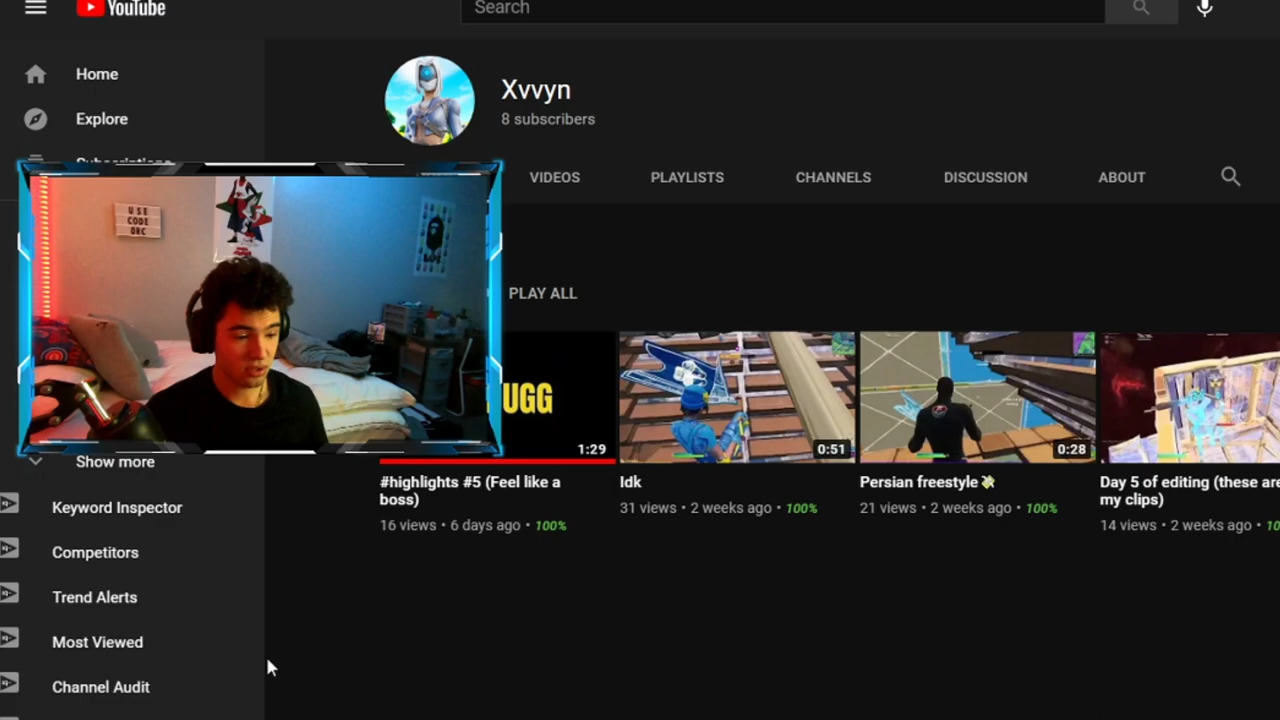 YouTube
Search
Home
Explore
Subscriptions
Xvvyn
8 subscribers
VIDEOS
PLAYLISTS
CHANNELS
DISCUSSION
ABOUT
USE
CODE
ORC
PLAY ALL
UGG
1:29
0:51
0:28
#highlights #5 (Feel like a
boss)
16 views • 6 days ago • 100%
Idk
31 views • 2 weeks ago • 100%
Persian freestyle
21 views • 2 weeks ago • 100%
Day 5 of editing (these are
my clips)
14 views • 2 weeks ago • 10
Show more
Keyword Inspector
Competitors
Trend Alerts
Most Viewed
Channel Audit